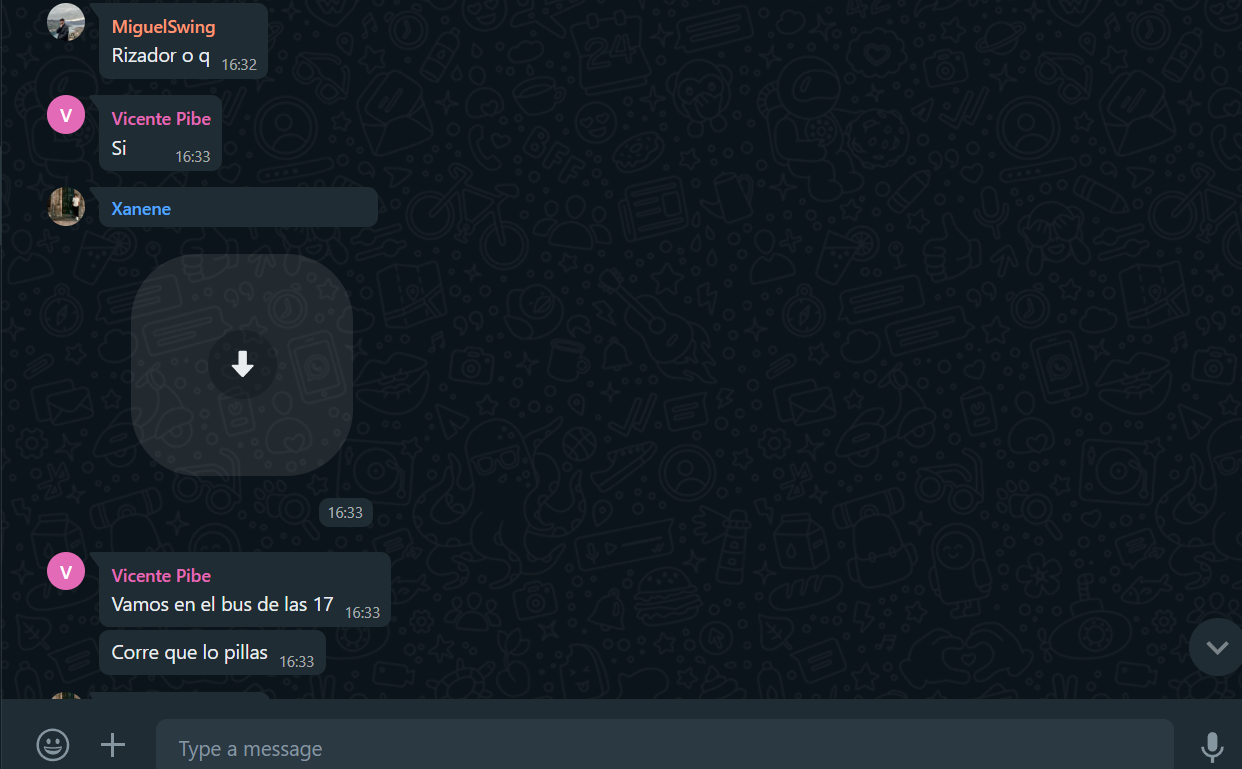 MiguelSwing
Rizador o q 16:32
V
Vicente Pibe
Si 16:33
Xanene
16:33
V
Vicente Pibe
Vamos en el bus de las 17 16:33
Corre que lo pillas 16:33
Type a message